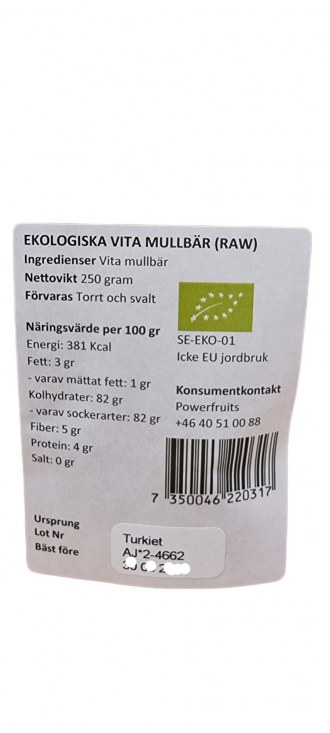 EKOLOGISKA VITA MULLBÄR (RAW)
Ingredienser Vita mullbär
Nettovikt 250 gram
Förvaras Torrt och svalt
Näringsvärde per 100 gr
Energi: 381 Kcal
Fett: 3 gr
- varav mättat fett: 1 gr
Kolhydrater: 82 gr
- varav sockerarter: 82 gr
Fiber: 5 gr
Protein: 4 gr
Salt: 0 gr
SE-EKO-01
Icke EU jordbruk
Konsumentkontakt
Powerfruits
+46 40 51 00 88
7 350046 220317
Ursprung Turkiet
Lot Nr AJ*2-4662
Bäst före